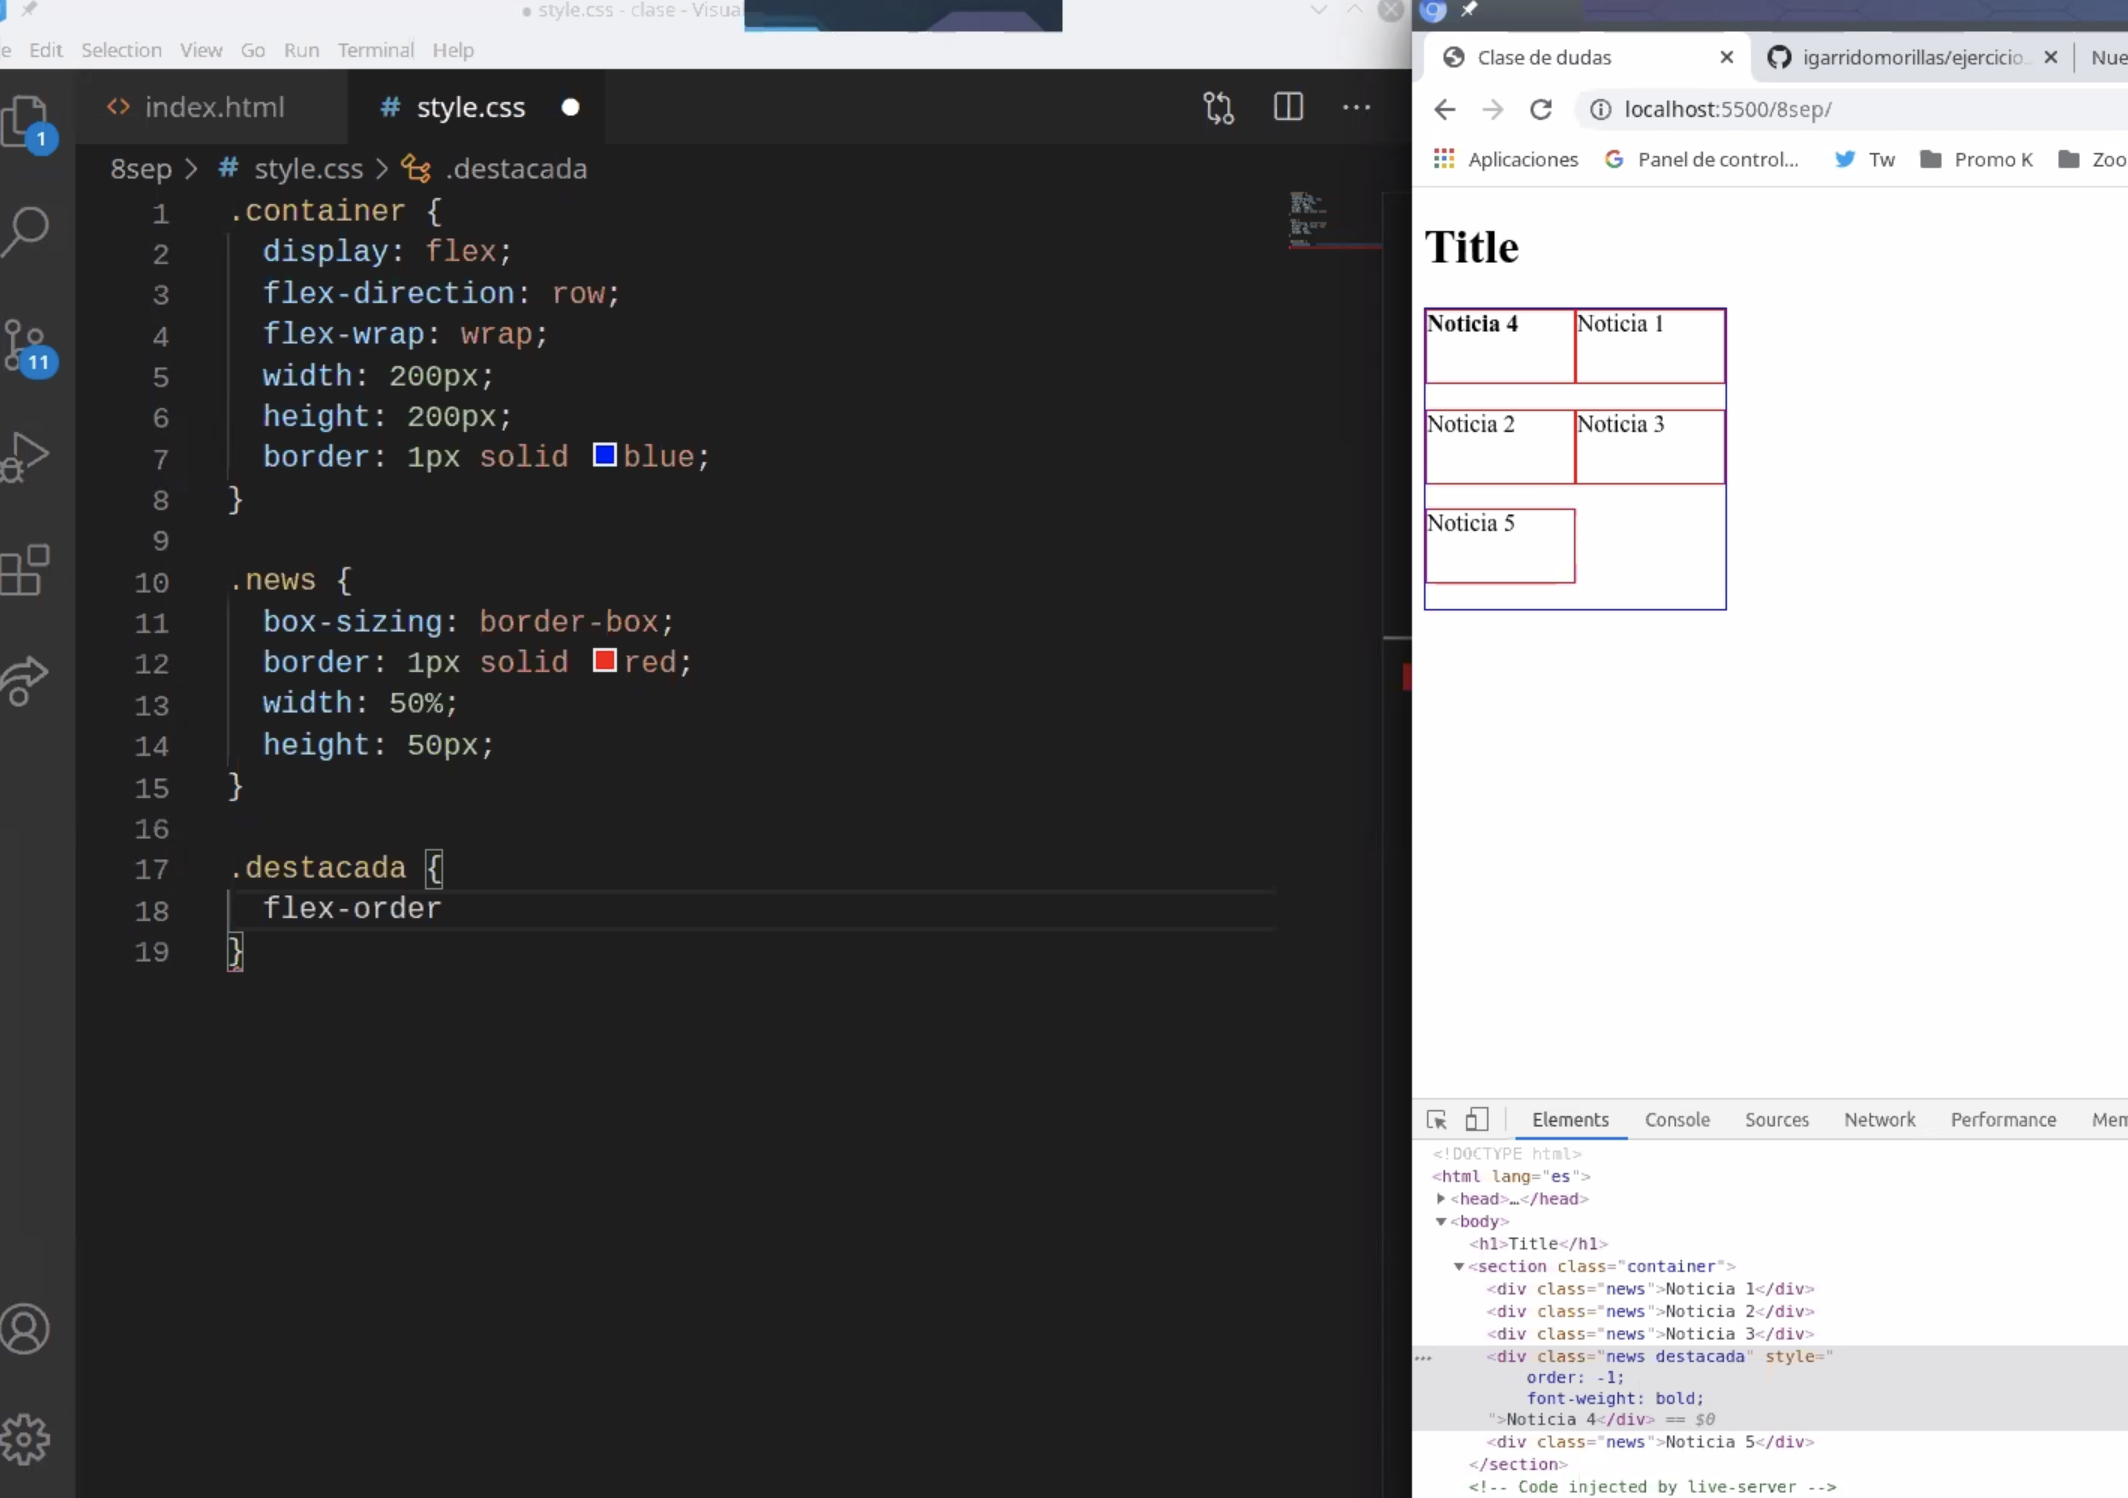 style.css - clase - Visua
Edit Selection View Go Run Terminal Help
index.html
# style.css
8sep > # style.css > .destacada
1 .container {
2 display: flex;
3 flex-direction: row;
4 flex-wrap: wrap;
5 width: 200px;
6 height: 200px;
7 border: 1px solid blue;
8 }
9
10 .news {
11 box-sizing: border-box;
12 border: 1px solid red;
13 width: 50%;
14 height: 50px;
15 }
16
17 .destacada {
18 flex-order
19 }
1
11
Clase de dudas
igarridomorillas/ejercicio
Nue
localhost:5500/8sep/
Aplicaciones
Panel de control...
Tw
Promo K
Zoo
Title
Noticia 4 Noticia 1
Noticia 2 Noticia 3
Noticia 5
Elements Console Sources Network Performance Mem
<!DOCTYPE html>
<html lang="es">
<head>…</head>
<body>
<h1>Title</h1>
<section class="container">
<div class="news">Noticia 1</div>
<div class="news">Noticia 2</div>
<div class="news">Noticia 3</div>
<div class="news destacada" style="
order: -1;
font-weight: bold;
">Noticia 4</div> == $0
<div class="news">Noticia 5</div>
</section>
<!-- Code injected by live-server -->